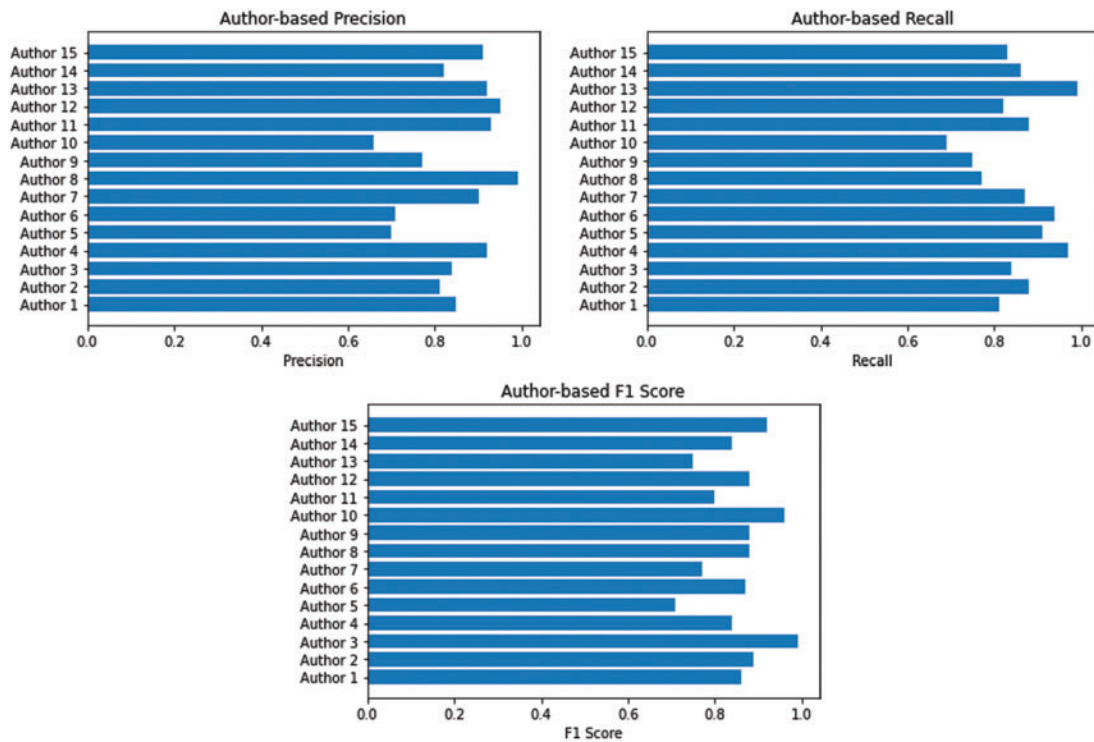 Author-based Precision
Author 15
Author 14
Author 13
Author 12
Author 11
Author 10
Author 9
Author 8
Author 7
Author 6
Author 5
Author 4
Author 3
Author 2
Author 1
0.0 0.2 0.4 0.6 0.8 1.0
Precision
Author-based Recall
Author 15
Author 14
Author 13
Author 12
Author 11
Author 10
Author 9
Author 8
Author 7
Author 6
Author 5
Author 4
Author 3
Author 2
Author 1
0.0 0.2 0.4 0.6 0.8 1.0
Recall
Author-based F1 Score
Author 15
Author 14
Author 13
Author 12
Author 11
Author 10
Author 9
Author 8
Author 7
Author 6
Author 5
Author 4
Author 3
Author 2
Author 1
0.0 0.2 0.4 0.6 0.8 1.0
F1 Score